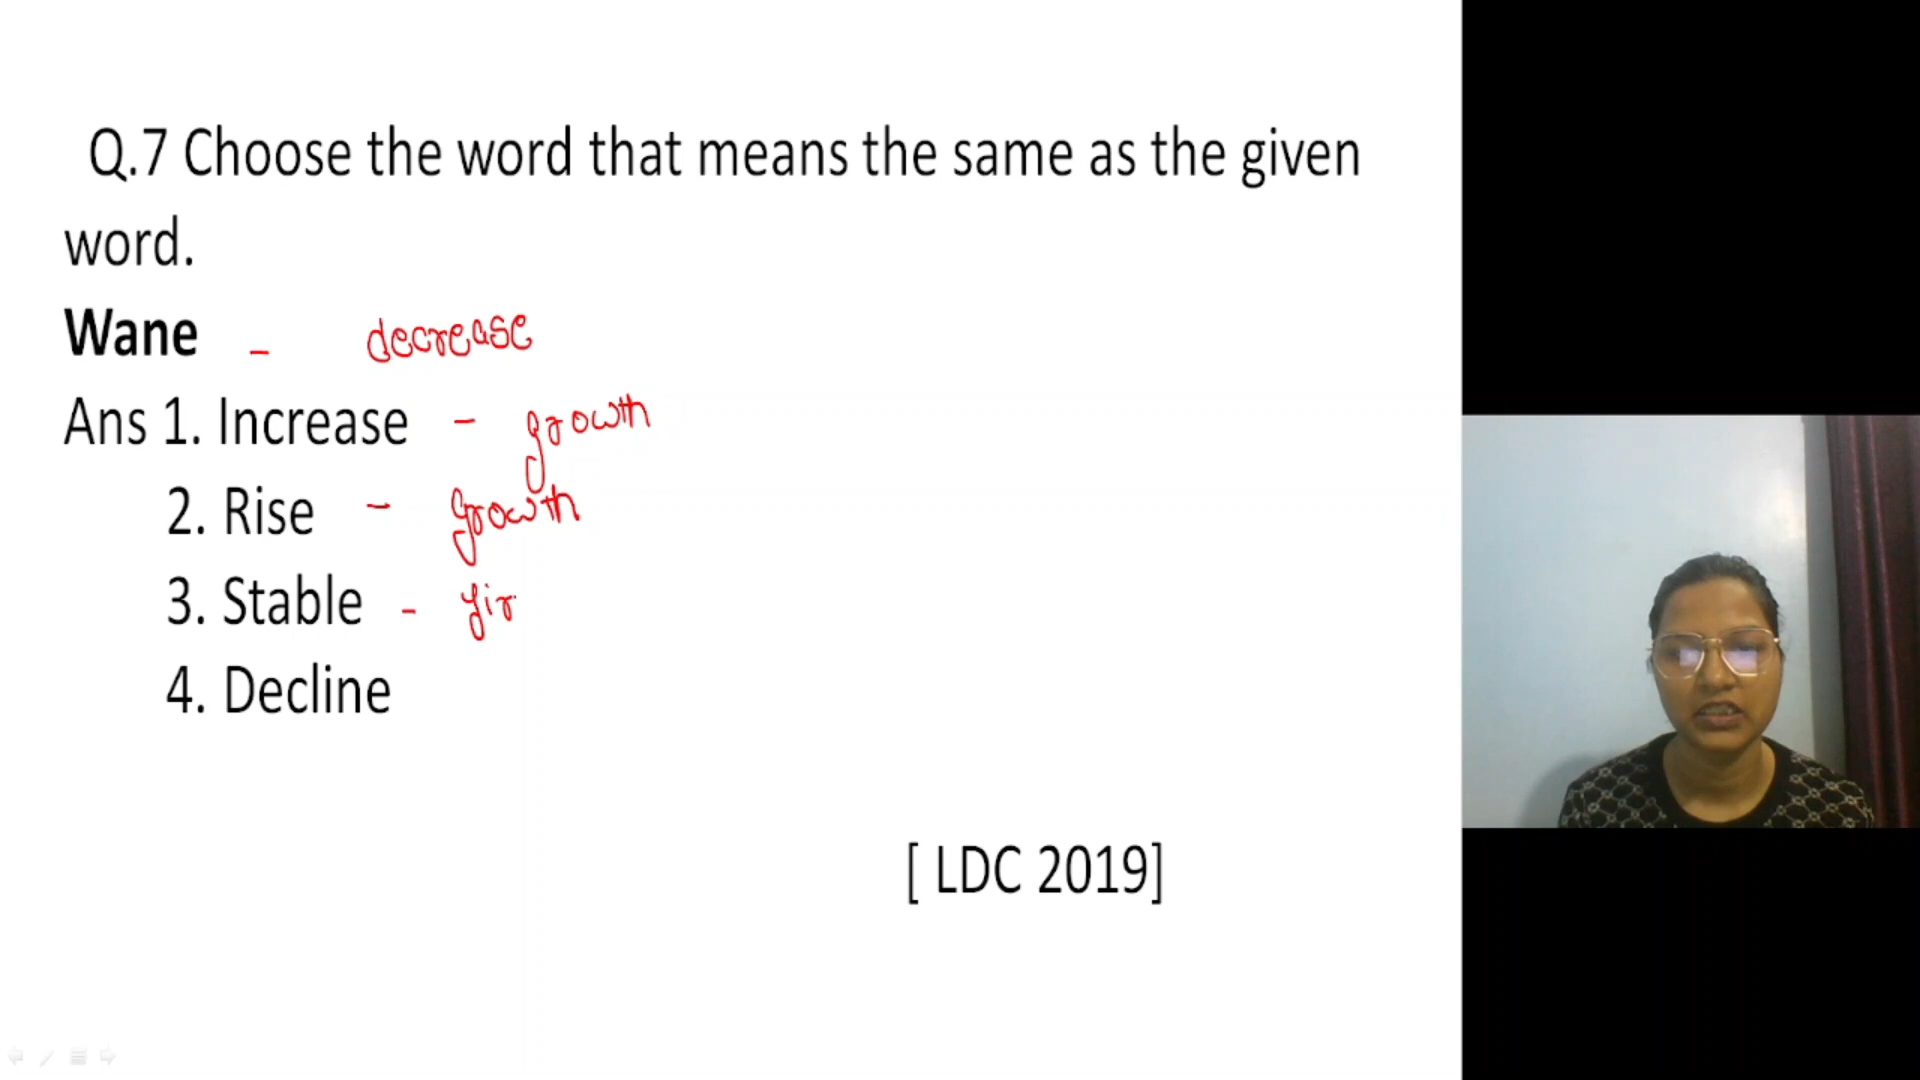 Q.7 Choose the word that means the same as the given
word.
Wane - decrease
Ans 1. Increase - growth
2. Rise - growth
3. Stable - fir
4. Decline
[ LDC 2019]